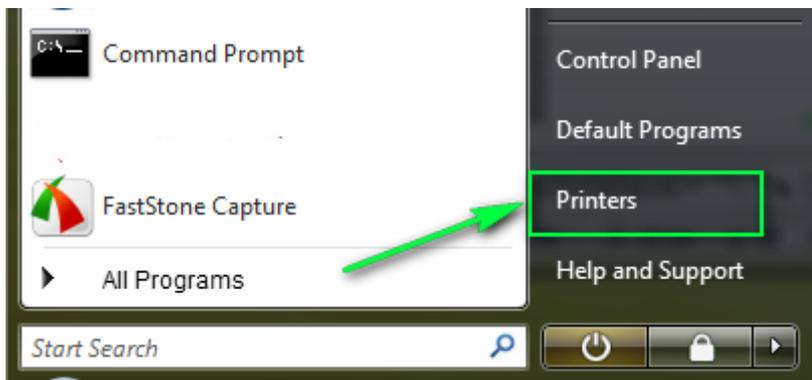 C:\
Command Prompt
FastStone Capture
All Programs
Start Search
Control Panel
Default Programs
Printers
Help and Support